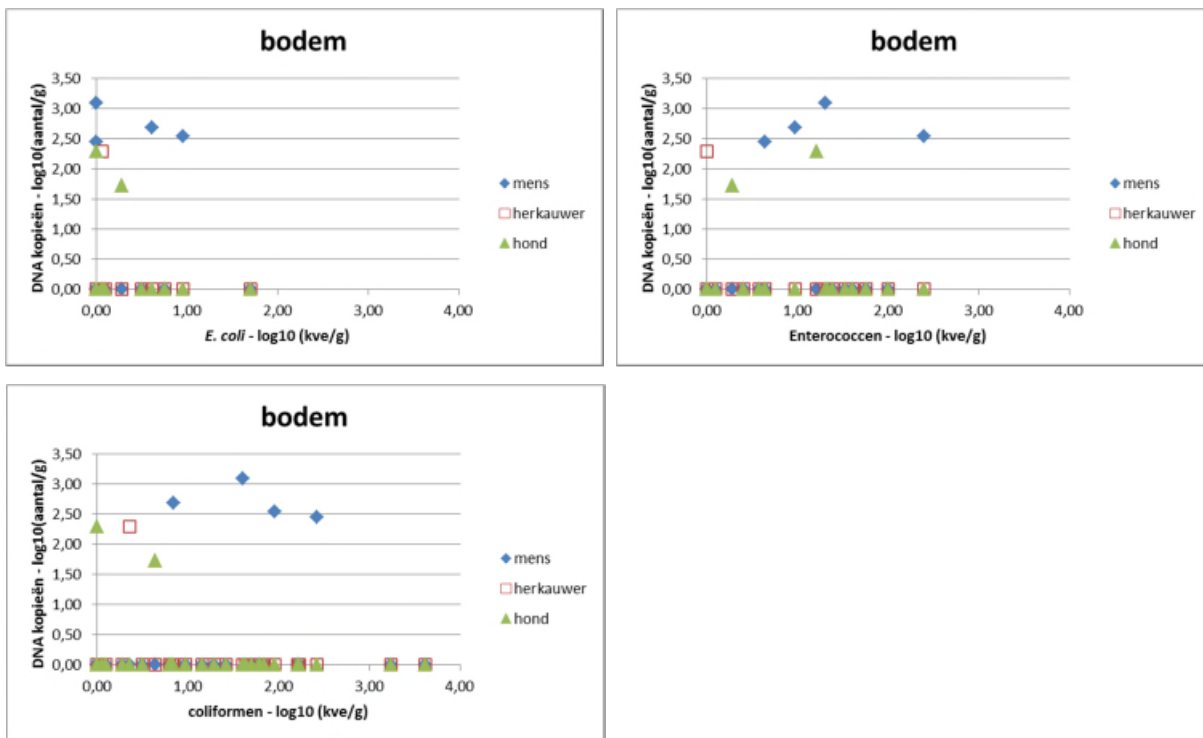 bodem
DNA kopieën - log10(aantal/g)
3,50
3,00
2,50
2,00
1,50
1,00
0,50
0,00
0,00 1,00 2,00 3,00 4,00
E. coli - log10 (kve/g)
mens
herkauwer
hond
bodem
DNA kopieën - log10(aantal/g)
3,50
3,00
2,50
2,00
1,50
1,00
0,50
0,00
0,00 1,00 2,00 3,00 4,00
Enterococcen - log10 (kve/g)
mens
herkauwer
hond
bodem
DNA kopieën - log10(aantal/g)
3,50
3,00
2,50
2,00
1,50
1,00
0,50
0,00
0,00 1,00 2,00 3,00 4,00
coliformen - log10 (kve/g)
mens
herkauwer
hond